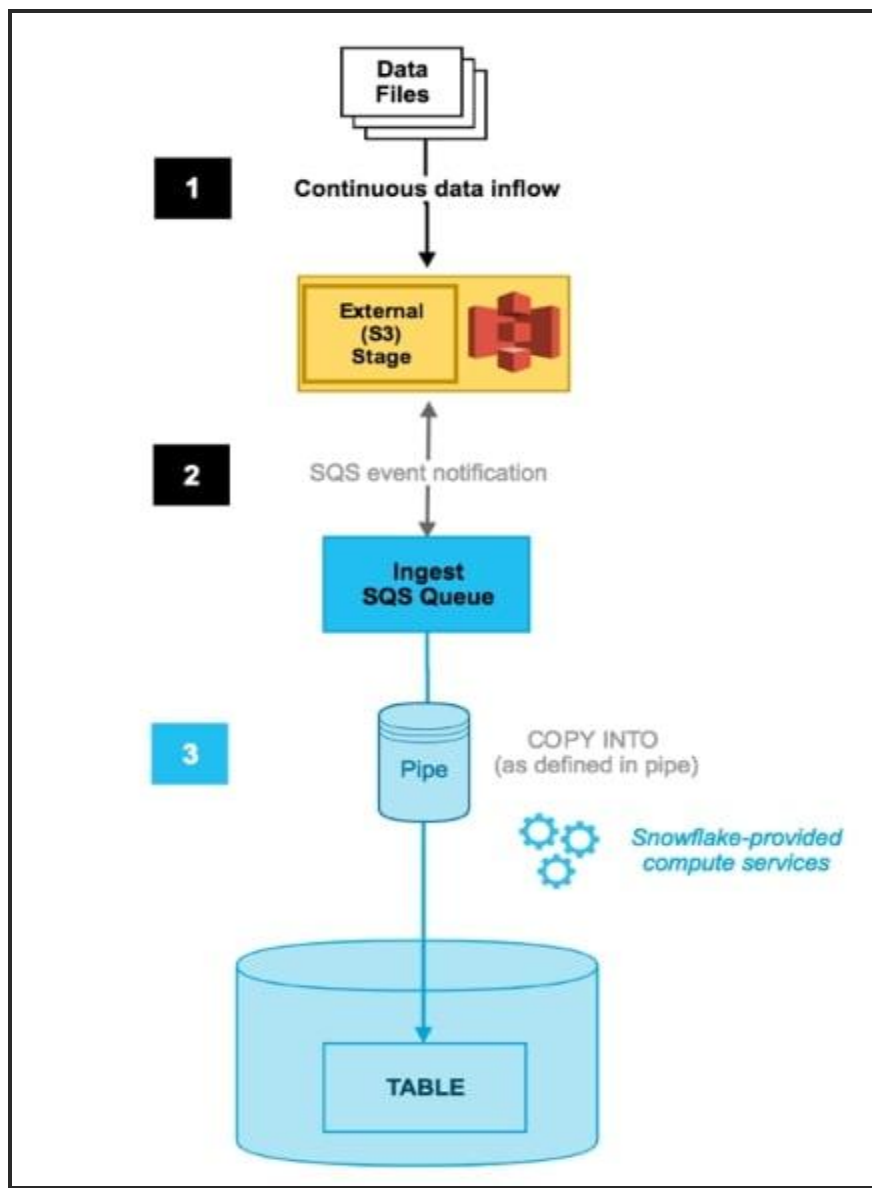 Data
Files
1
Continuous data inflow
External
(S3)
Stage
2
SQS event notification
Ingest
SQS Queue
3
Pipe
COPY INTO
(as defined in pipe)
Snowflake-provided
compute services
TABLE